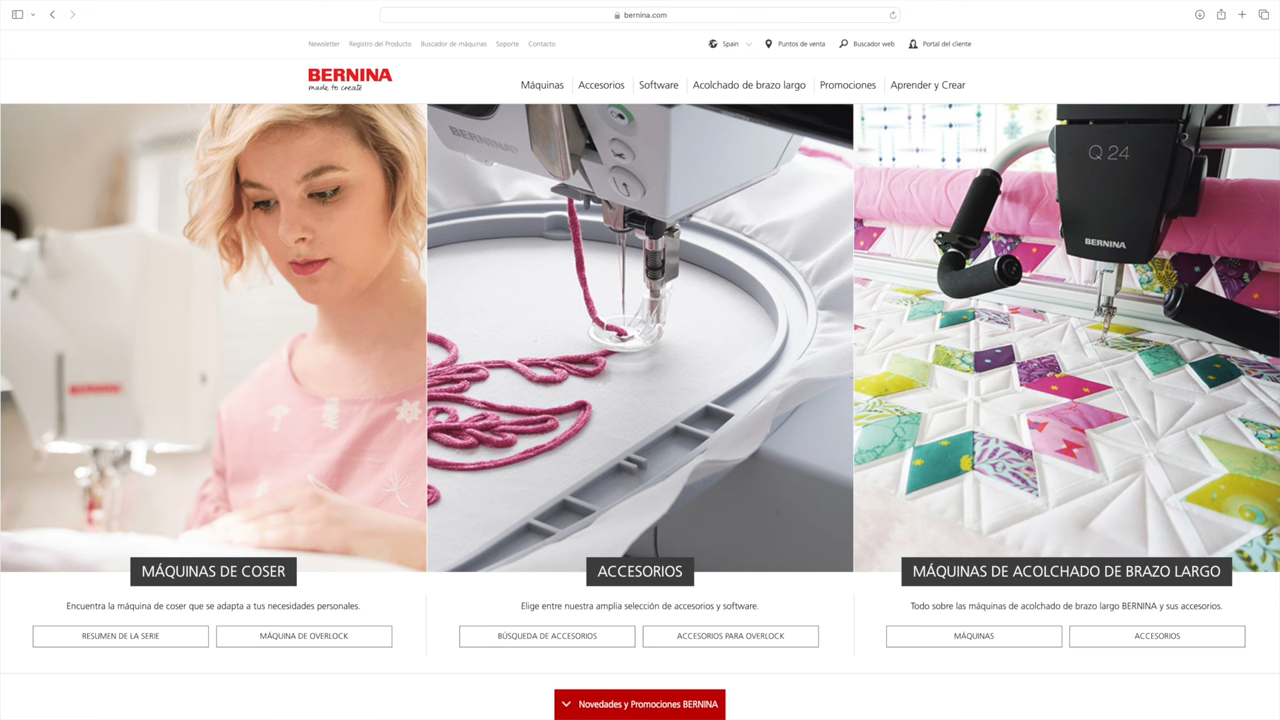 bernina.com
Newsletter Registro del Producto Buscador de máquinas Soporte Contacto
Spain Puntos de venta Buscador web Portal del cliente
BERNINA
made to create
Máquinas Accesorios Software Acolchado de brazo largo Promociones Aprender y Crear
BERNINA
BERNINA
Q 24
BERNINA
MÁQUINAS DE COSER
Encuentra la máquina de coser que se adapta a tus necesidades personales.
RESUMEN DE LA SERIE MÁQUINA DE OVERLOCK
ACCESORIOS
Elige entre nuestra amplia selección de accesorios y software.
BÚSQUEDA DE ACCESORIOS ACCESORIOS PARA OVERLOCK
MÁQUINAS DE ACOLCHADO DE BRAZO LARGO
Todo sobre las máquinas de acolchado de brazo largo BERNINA y sus accesorios.
MÁQUINAS ACCESORIOS
Novedades y Promociones BERNINA